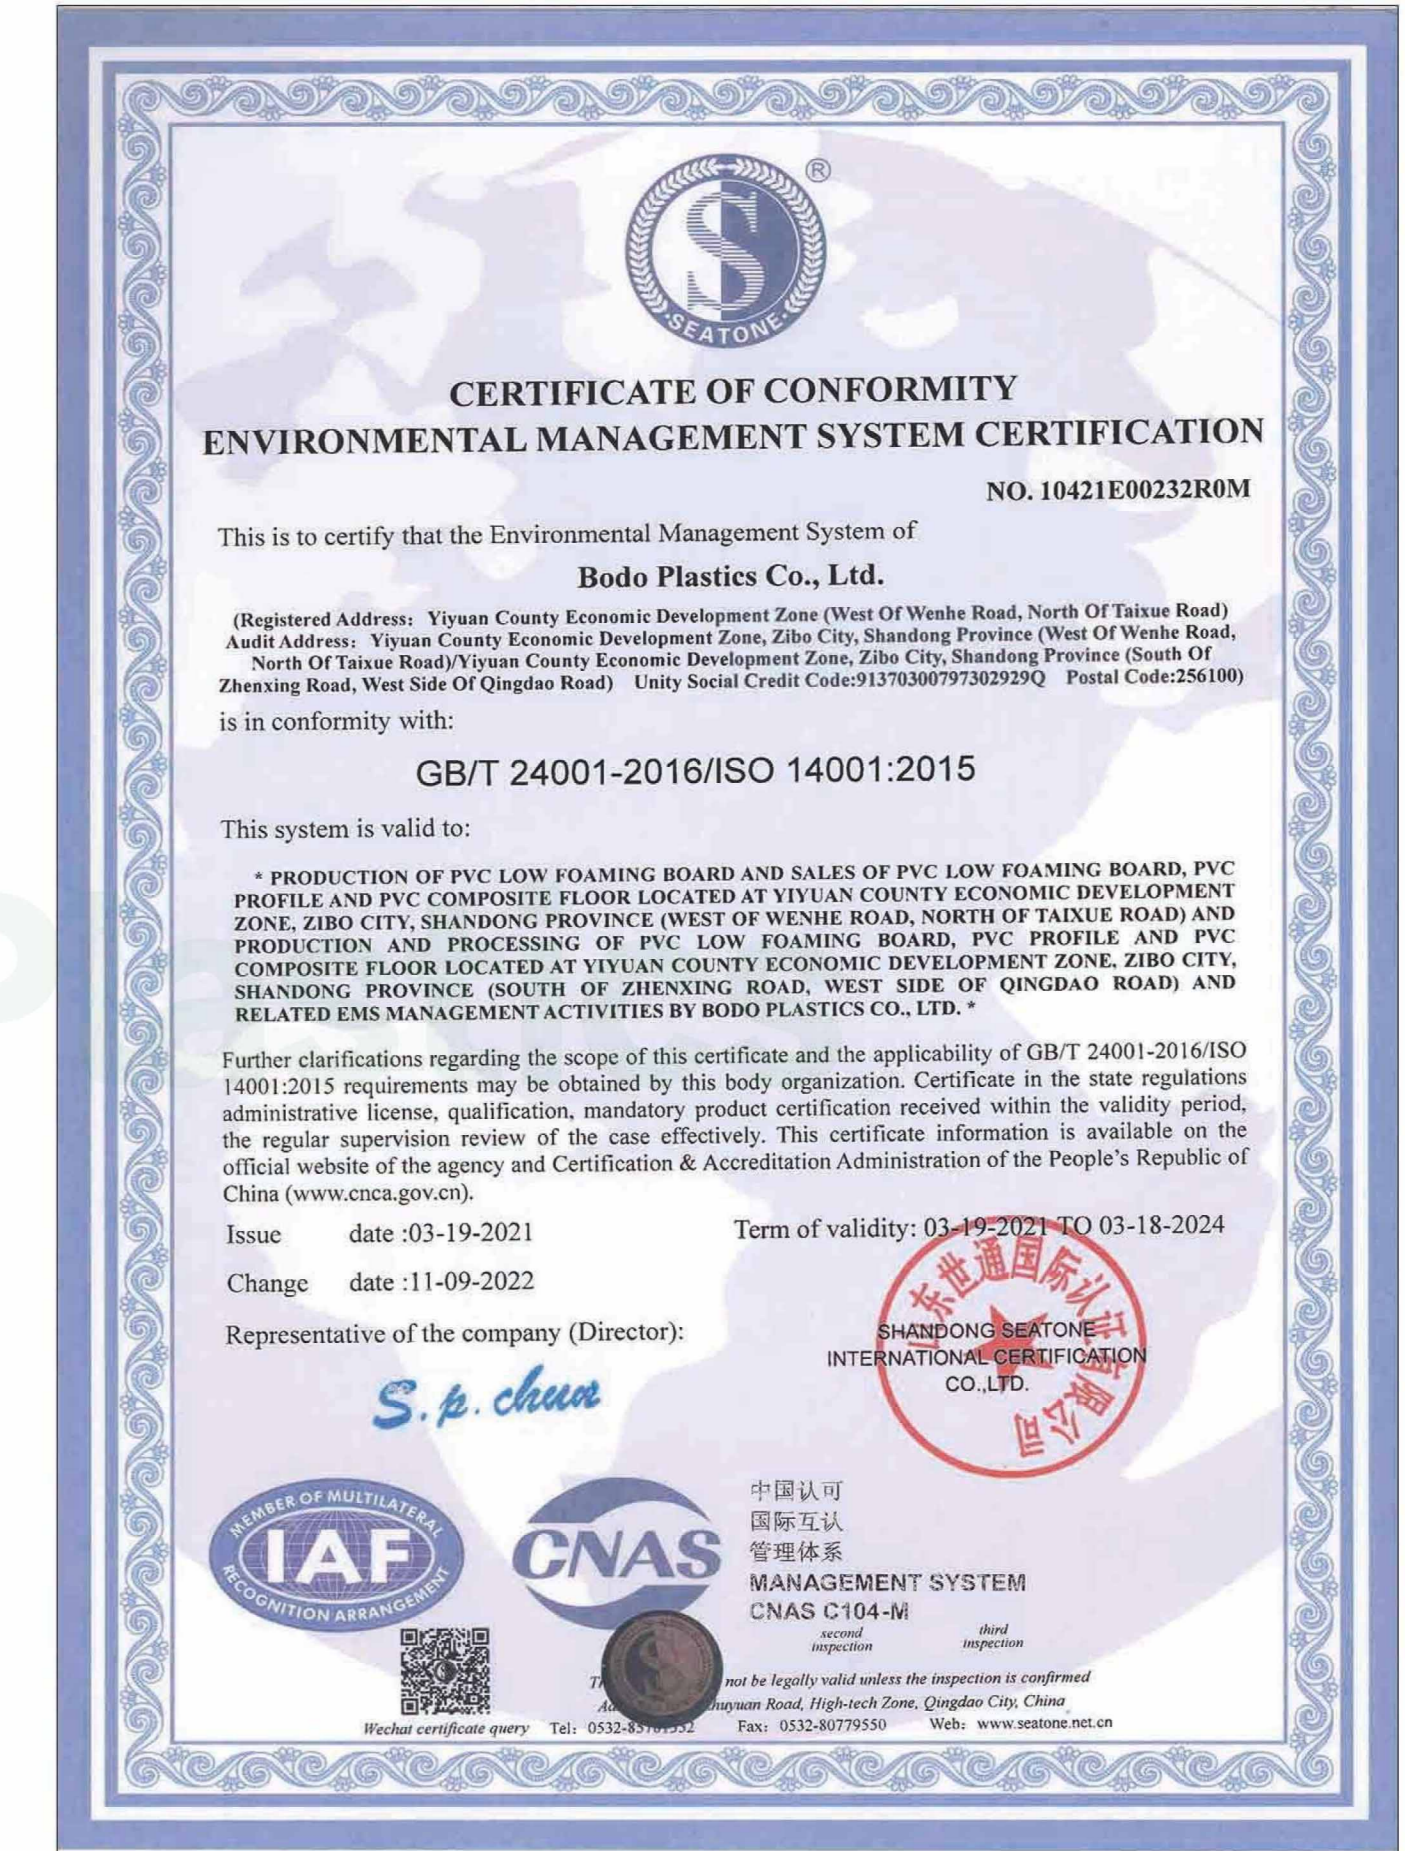 ®
SEATONE
CERTIFICATE OF CONFORMITY
ENVIRONMENTAL MANAGEMENT SYSTEM CERTIFICATION
NO. 10421E00232R0M
This is to certify that the Environmental Management System of
Bodo Plastics Co., Ltd.
(Registered Address: Yiyuan County Economic Development Zone (West Of Wenhe Road, North Of Taixue Road)
Audit Address: Yiyuan County Economic Development Zone, Zibo City, Shandong Province (West Of Wenhe Road,
North Of Taixue Road)/Yiyuan County Economic Development Zone, Zibo City, Shandong Province (South Of
Zhenxing Road, West Side Of Qingdao Road) Unity Social Credit Code:91370300797302929Q Postal Code:256100)
is in conformity with:
GB/T 24001-2016/ISO 14001:2015
This system is valid to:
* PRODUCTION OF PVC LOW FOAMING BOARD AND SALES OF PVC LOW FOAMING BOARD, PVC
PROFILE AND PVC COMPOSITE FLOOR LOCATED AT YIYUAN COUNTY ECONOMIC DEVELOPMENT
ZONE, ZIBO CITY, SHANDONG PROVINCE (WEST OF WENHE ROAD, NORTH OF TAIXUE ROAD) AND
PRODUCTION AND PROCESSING OF PVC LOW FOAMING BOARD, PVC PROFILE AND PVC
COMPOSITE FLOOR LOCATED AT YIYUAN COUNTY ECONOMIC DEVELOPMENT ZONE, ZIBO CITY,
SHANDONG PROVINCE (SOUTH OF ZHENXING ROAD, WEST SIDE OF QINGDAO ROAD) AND
RELATED EMS MANAGEMENT ACTIVITIES BY BODO PLASTICS CO., LTD. *
Further clarifications regarding the scope of this certificate and the applicability of GB/T 24001-2016/ISO
14001:2015 requirements may be obtained by this body organization. Certificate in the state regulations
administrative license, qualification, mandatory product certification received within the validity period,
the regular supervision review of the case effectively. This certificate information is available on the
official website of the agency and Certification & Accreditation Administration of the People's Republic of
China (www.cnca.gov.cn).
Issue date :03-19-2021
Term of validity: 03-19-2021 TO 03-18-2024
Change date :11-09-2022
Representative of the company (Director):
山东世通国际认证有限公司
SHANDONG SEATONE
INTERNATIONAL CERTIFICATION
CO.,LTD.
S.p. chun
MEMBER OF MULTILATERAL
IAF
RECOGNITION ARRANGEMENT
CNAS
中国认可
国际互认
管理体系
MANAGEMENT SYSTEM
CNAS C104-M
second inspection
third inspection
not be legally valid unless the inspection is confirmed
Road, High-tech Zone, Qingdao City, China
Wechat certificate query Tel: Fax: 0532-80779550 Web: www.seatone.net.cn